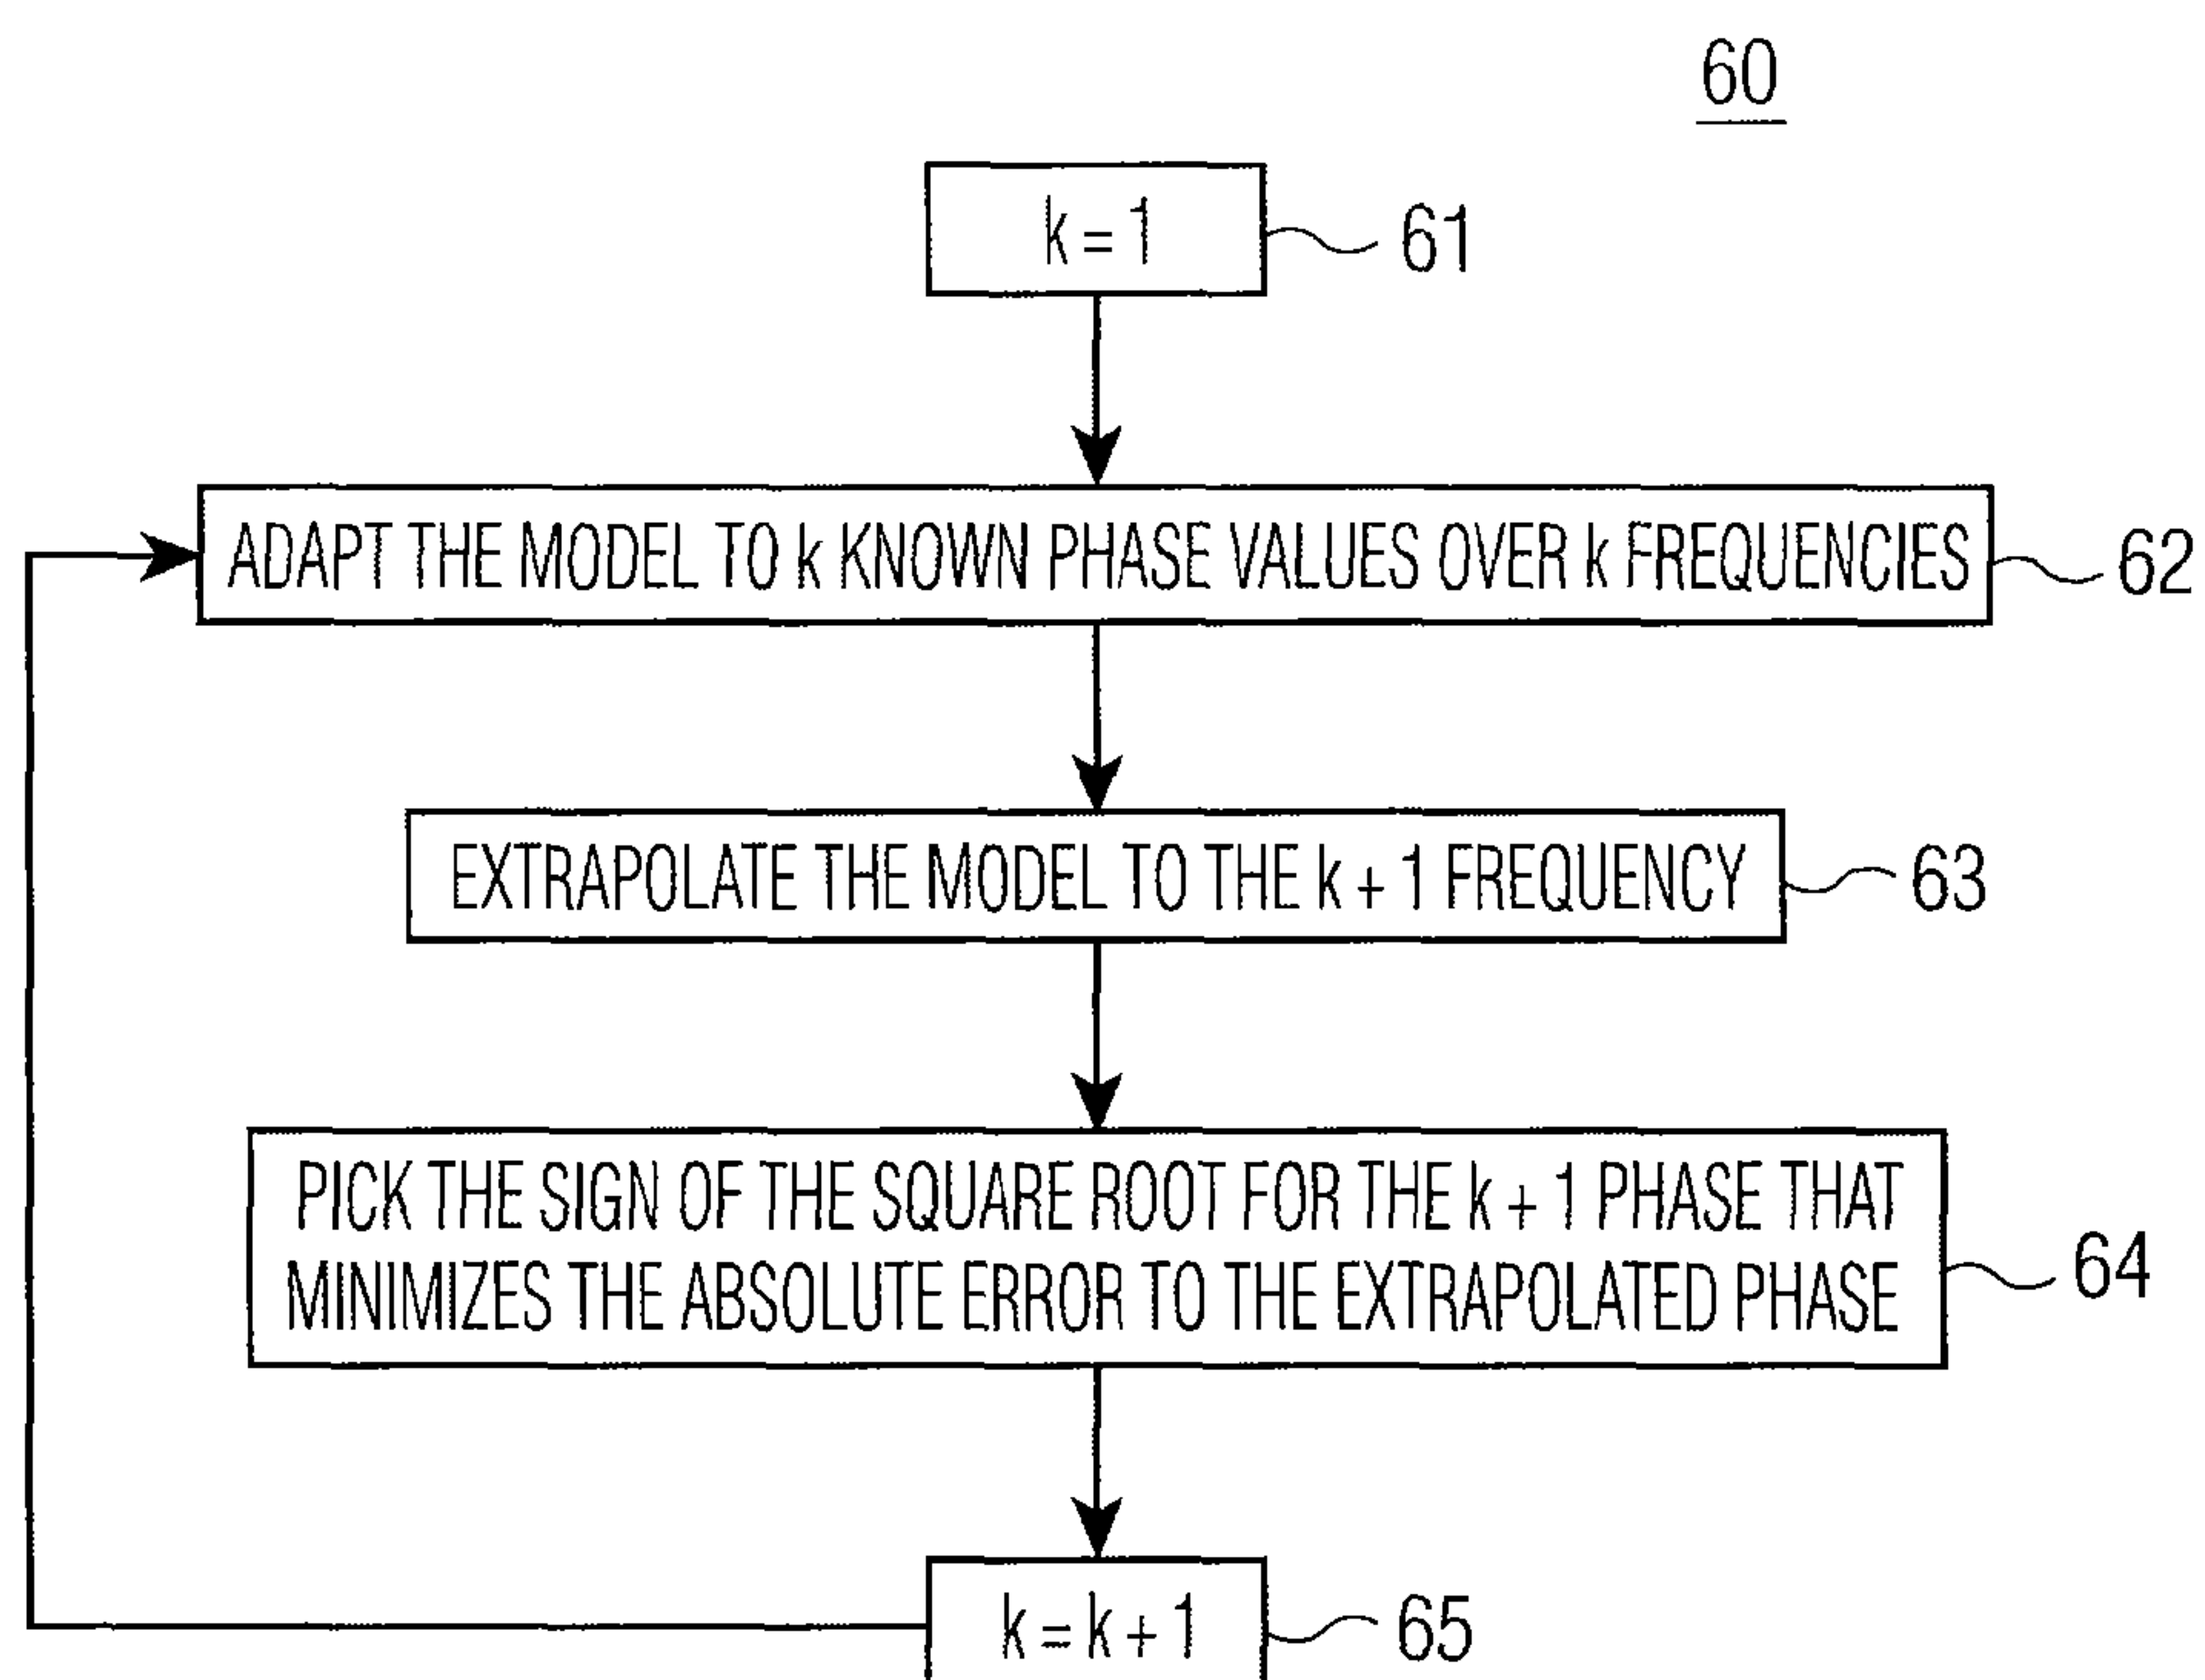 60
k = 1
61
ADAPT THE MODEL TO k KNOWN PHASE VALUES OVER k FREQUENCIES
62
EXTRAPOLATE THE MODEL TO THE k + 1 FREQUENCY
63
PICK THE SIGN OF THE SQUARE ROOT FOR THE k + 1 PHASE THAT
MINIMIZES THE ABSOLUTE ERROR TO THE EXTRAPOLATED PHASE
64
k = k + 1
65